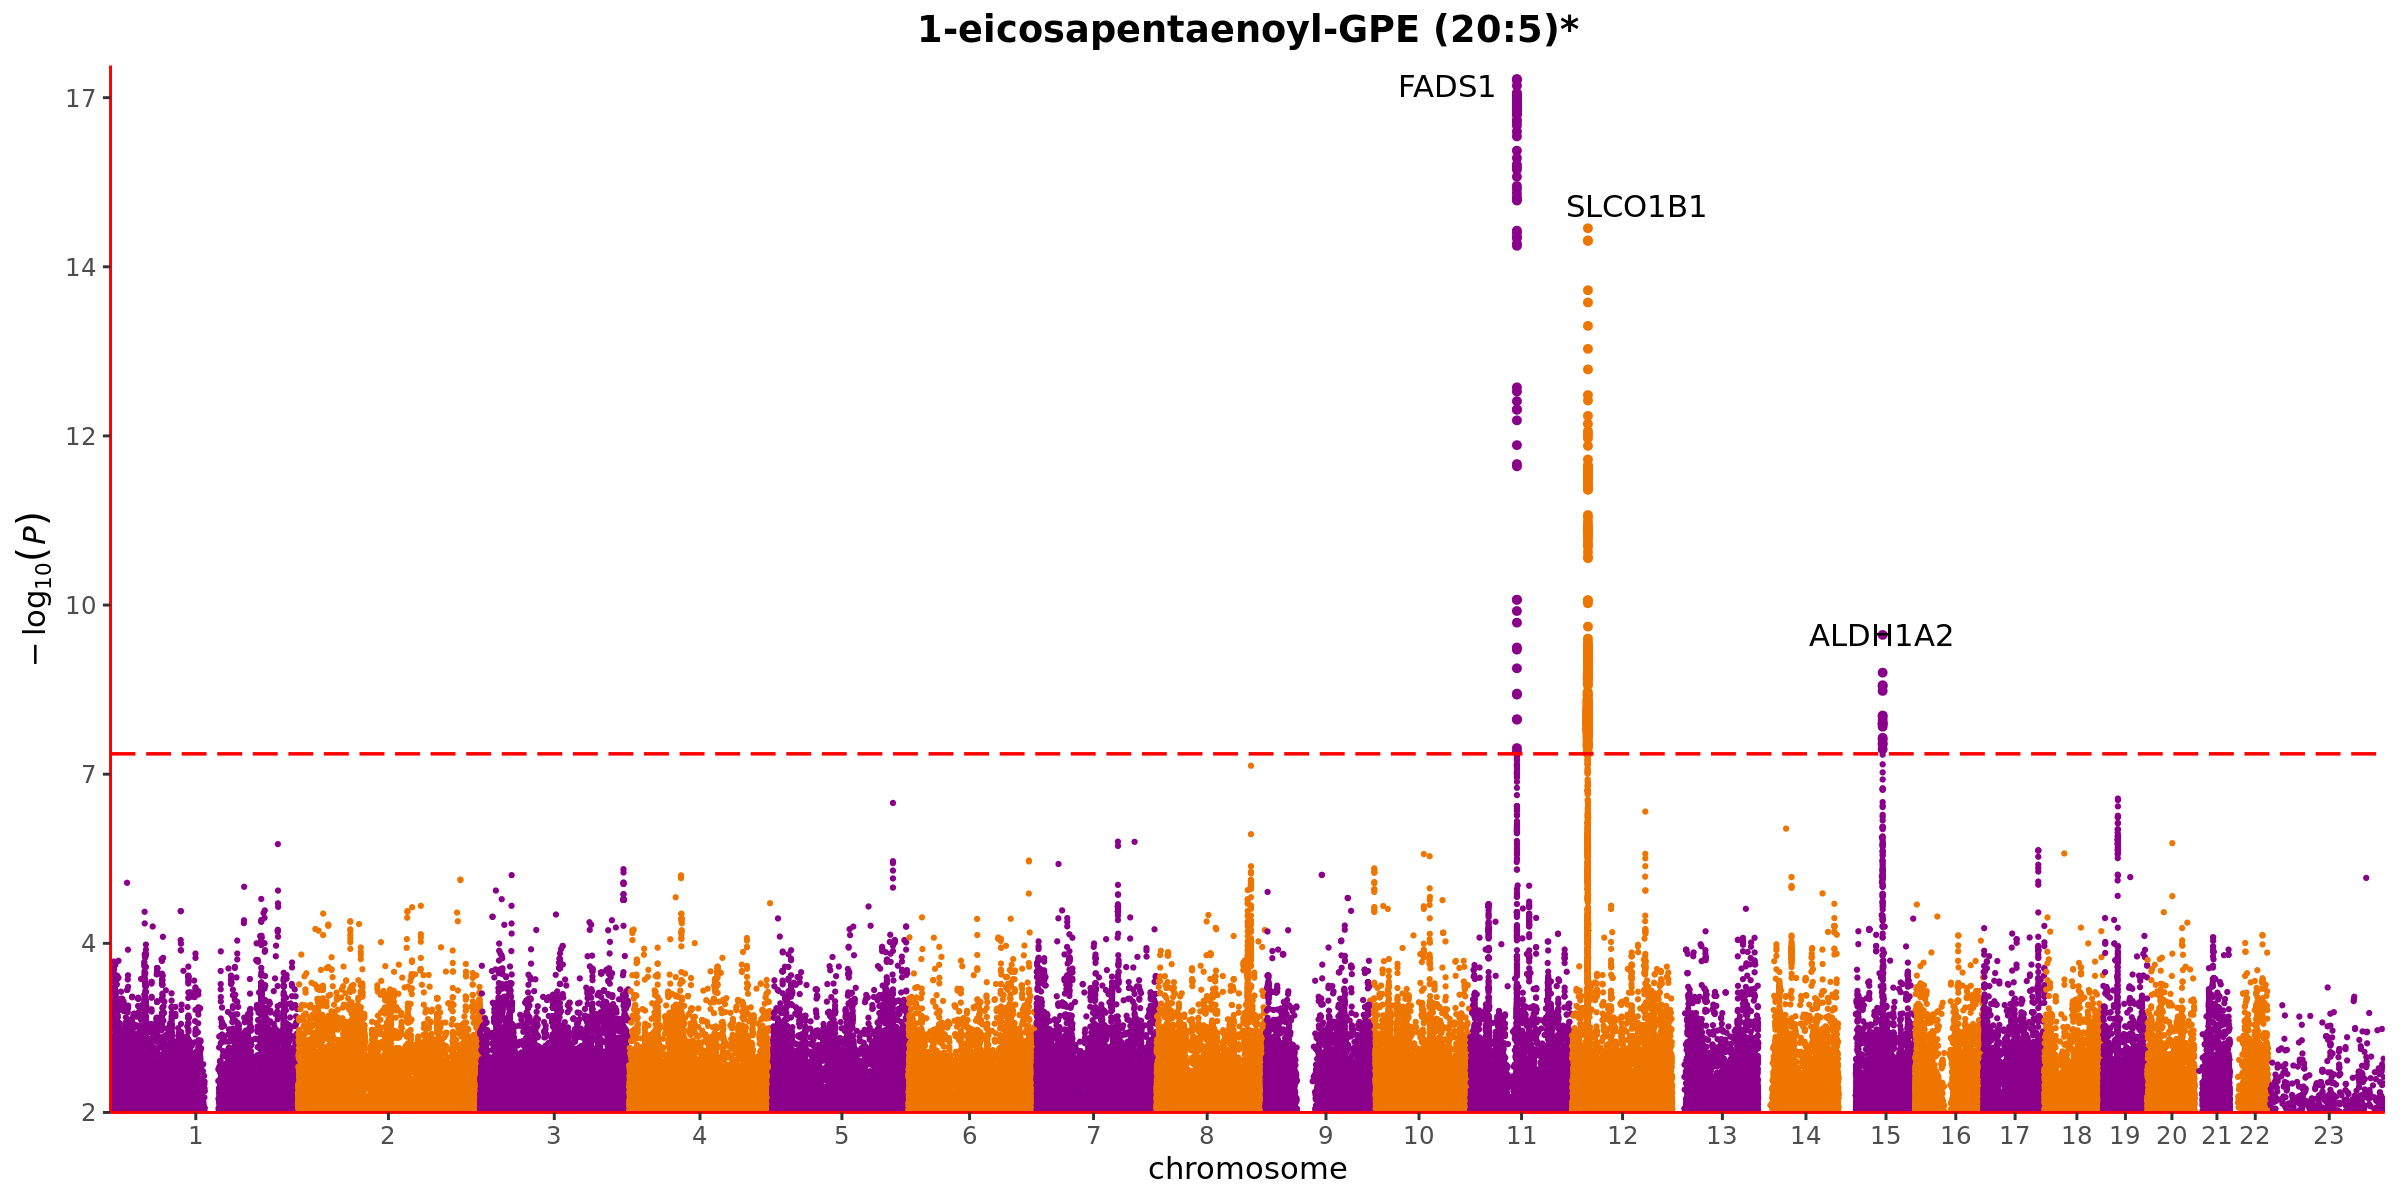 1-eicosapentaenoyl-GPE (20:5)*
FADS1
SLCO1B1
ALDH1A2
17
14
12
10
7
4
2
− log10(P)
1 2 3 4 5 6 7 8 9 10 11 12 13 14 15 16 17 18 19 20 21 22 23
chromosome